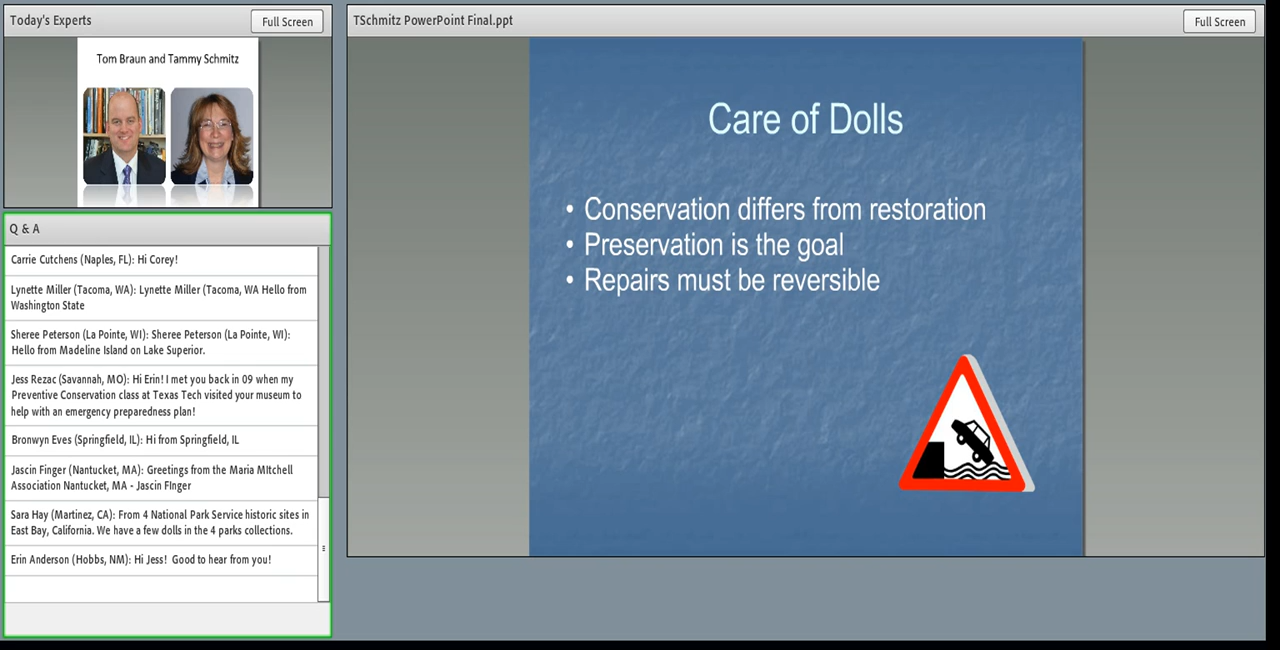 Today's Experts
Full Screen
Tom Braun and Tammy Schmitz
Q & A
Carrie Cutchens (Naples, FL): Hi Corey!
Lynette Miller (Tacoma, WA): Lynette Miller (Tacoma, WA Hello from
Washington State
Sheree Peterson (La Pointe, WI): Sheree Peterson (La Pointe, WI):
Hello from Madeline Island on Lake Superior.
Jess Rezac (Savannah, MO): Hi Erin! I met you back in 09 when my
Preventive Conservation class at Texas Tech visited your museum to
help with an emergency preparedness plan!
Bronwyn Eves (Springfield, IL): Hi from Springfield, IL
Jascin Finger (Nantucket, MA): Greetings from the Maria MItchell
Association Nantucket, MA - Jascin FInger
Sara Hay (Martinez, CA): From 4 National Park Service historic sites in
East Bay, California. We have a few dolls in the 4 parks collections.
Erin Anderson (Hobbs, NM): Hi Jess! Good to hear from you!
TSchmitz PowerPoint Final.ppt
Full Screen
Care of Dolls
• Conservation differs from restoration
• Preservation is the goal
• Repairs must be reversible